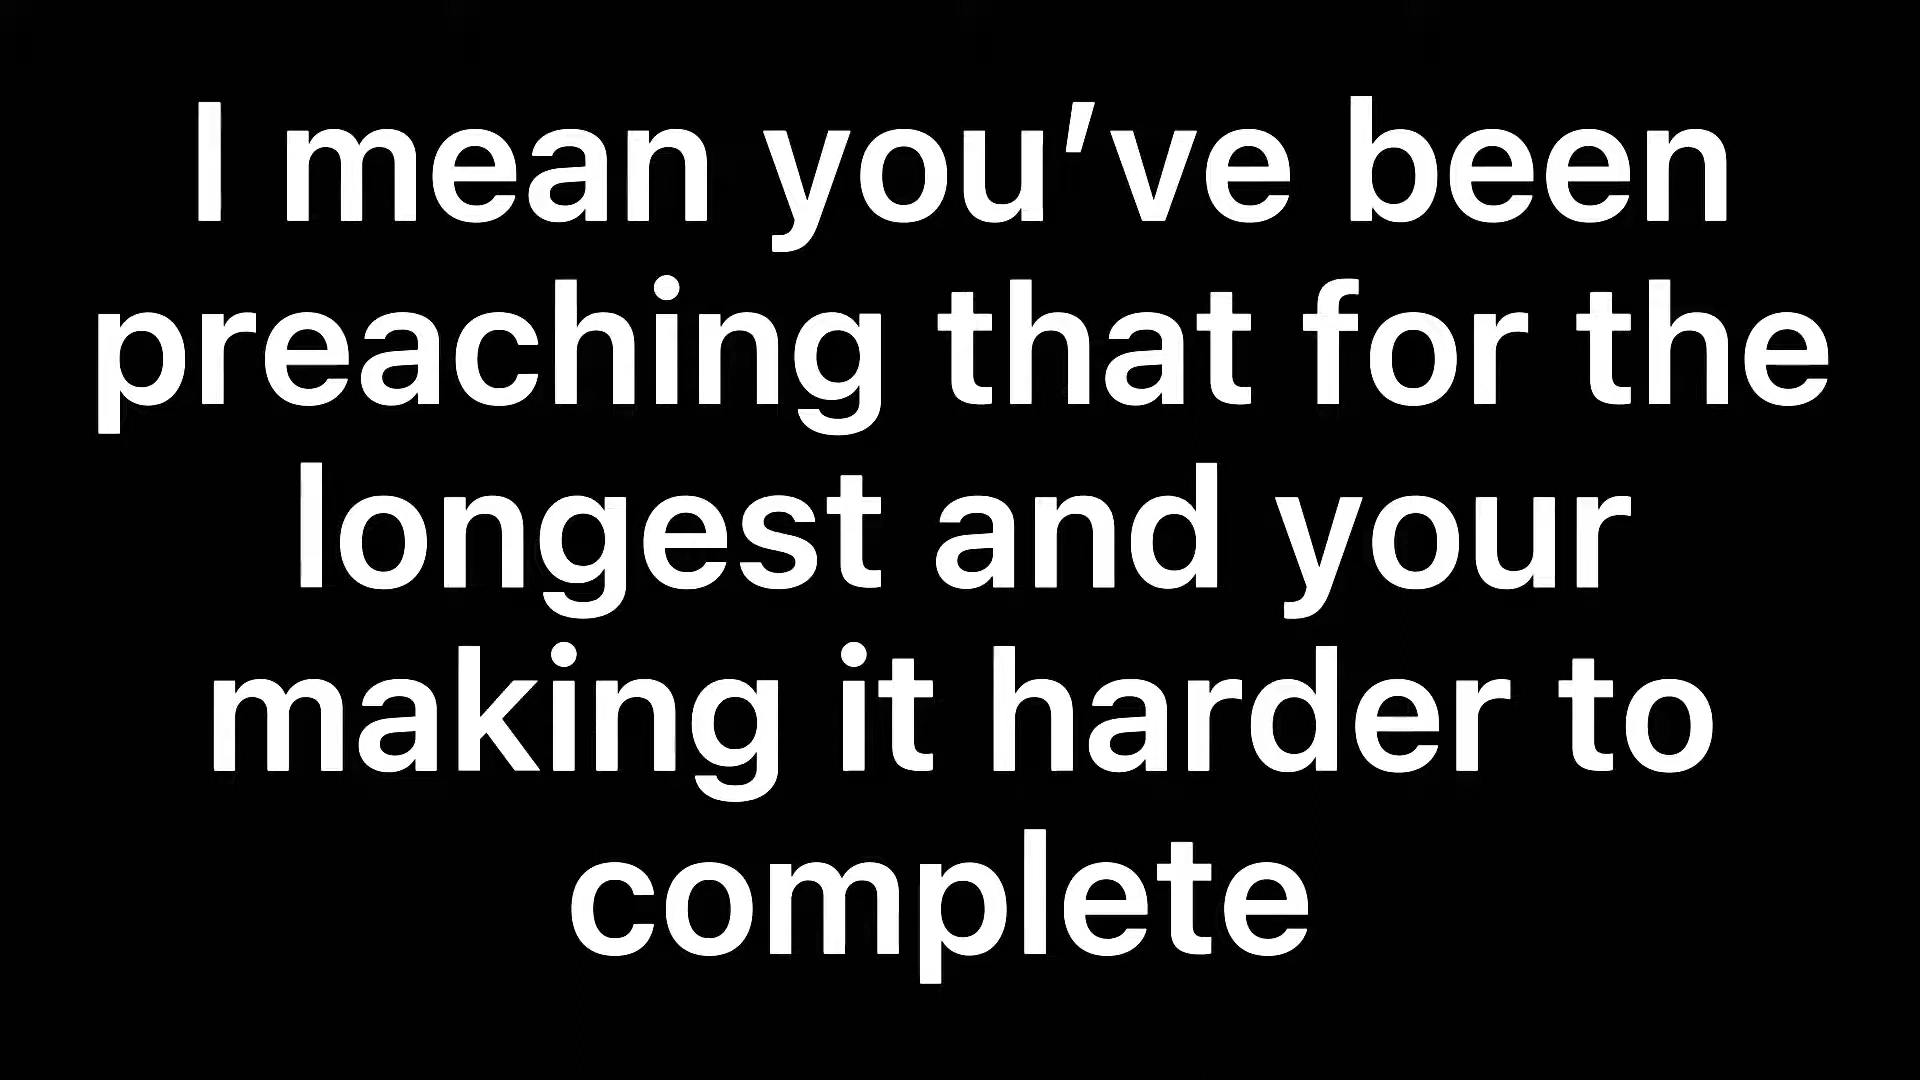 I mean you’ve been
preaching that for the
longest and your
making it harder to
complete